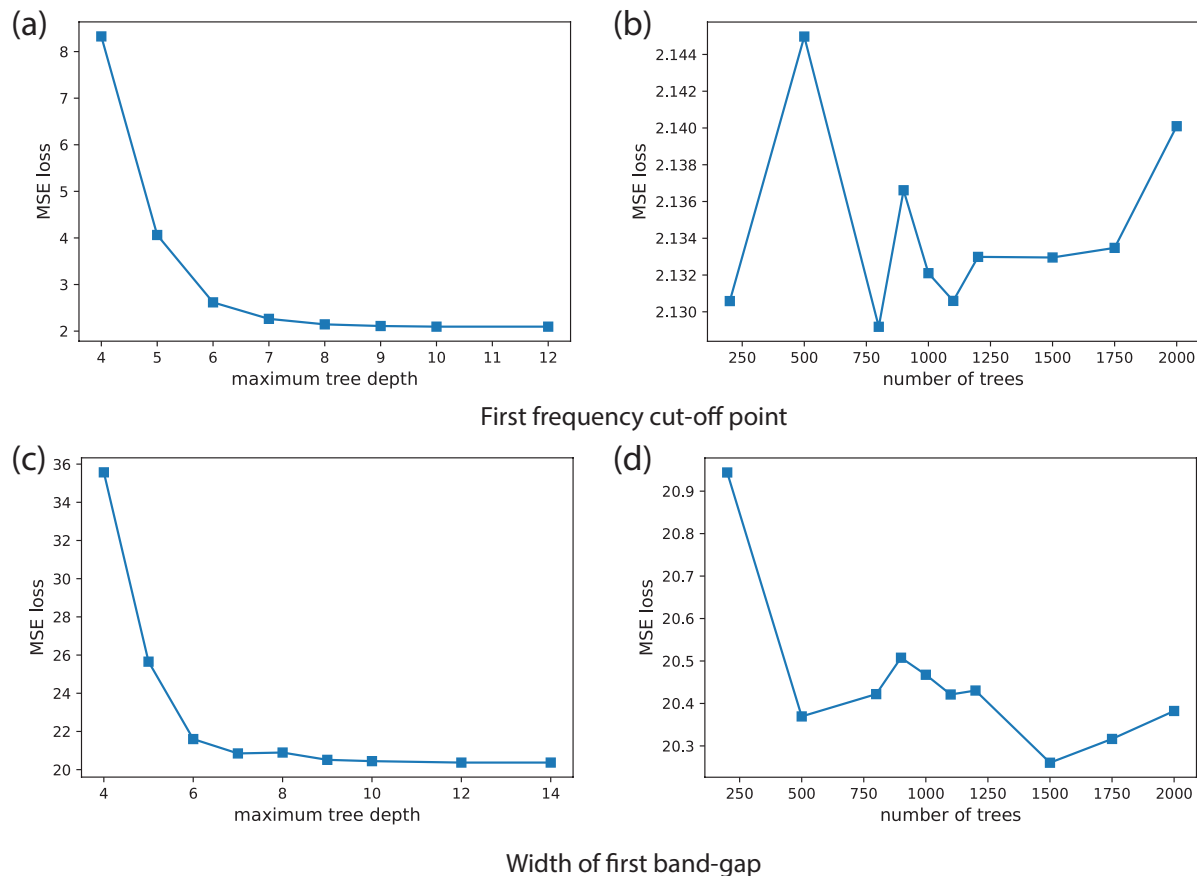 (a)
8
7
6
5
4
3
2
MSE loss
4 5 6 7 8 9 10 11 12
maximum tree depth
(b)
2.144
2.142
2.140
2.138
2.136
2.134
2.132
2.130
MSE loss
250 500 750 1000 1250 1500 1750 2000
number of trees
First frequency cut-off point
(c)
36
34
32
30
28
26
24
22
20
MSE loss
4 6 8 10 12 14
maximum tree depth
(d)
20.9
20.8
20.7
20.6
20.5
20.4
20.3
MSE loss
250 500 750 1000 1250 1500 1750 2000
number of trees
Width of first band-gap